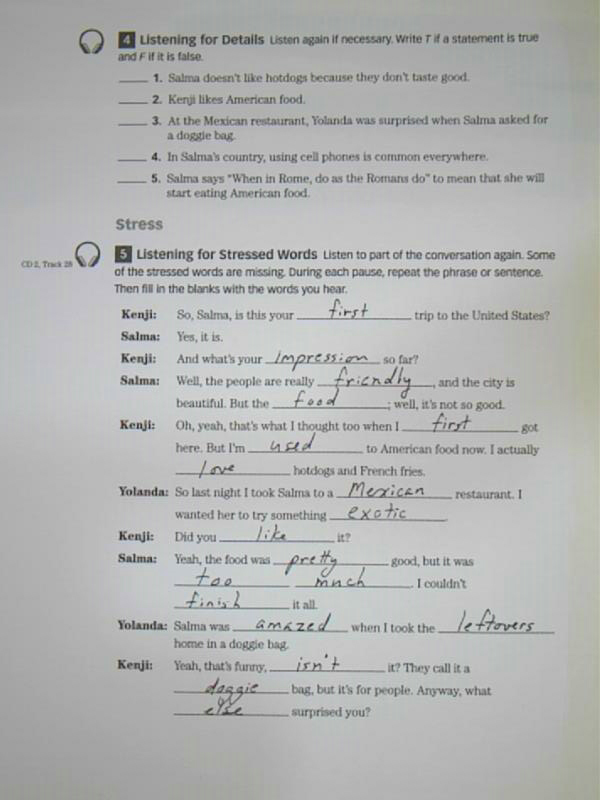 4 Listening for Details Listen again if necessary. Write T if a statement is true
and F if it is false.
1. Salma doesn't like hotdogs because they don't taste good.
2. Kenji likes American food.
3. At the Mexican restaurant, Yolanda was surprised when Salma asked for
a doggie bag.
4. In Salma's country, using cell phones is common everywhere.
5. Salma says "When in Rome, do as the Romans do" to mean that she will
start eating American food.
Stress
CD 2, Track 28
5 Listening for Stressed Words Listen to part of the conversation again. Some
of the stressed words are missing. During each pause, repeat the phrase or sentence.
Then fill in the blanks with the words you hear.
Kenji: So, Salma, is this your first trip to the United States?
Salma: Yes, it is.
Kenji: And what's your impression so far?
Salma: Well, the people are really friendly, and the city is
beautiful. But the food; well, it's not so good.
Kenji: Oh, yeah, that's what I thought too when I first got
here. But I'm used to American food now. I actually
love hotdogs and French fries.
Yolanda: So last night I took Salma to a Mexican restaurant. I
wanted her to try something exotic.
Kenji: Did you like it?
Salma: Yeah, the food was pretty good, but it was
too much. I couldn't
finish it all.
Yolanda: Salma was amazed when I took the leftovers
home in a doggie bag.
Kenji: Yeah, that's funny, isn't it? They call it a
doggie bag, but it's for people. Anyway, what
else surprised you?